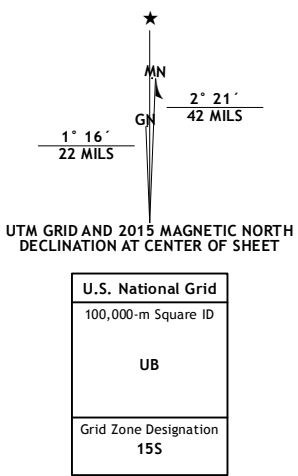 ★
MN
2° 21´
42 MILS
GN
1° 16´
22 MILS
UTM GRID AND 2015 MAGNETIC NORTH
DECLINATION AT CENTER OF SHEET
U.S. National Grid
100,000-m Square ID
UB
Grid Zone Designation
15S